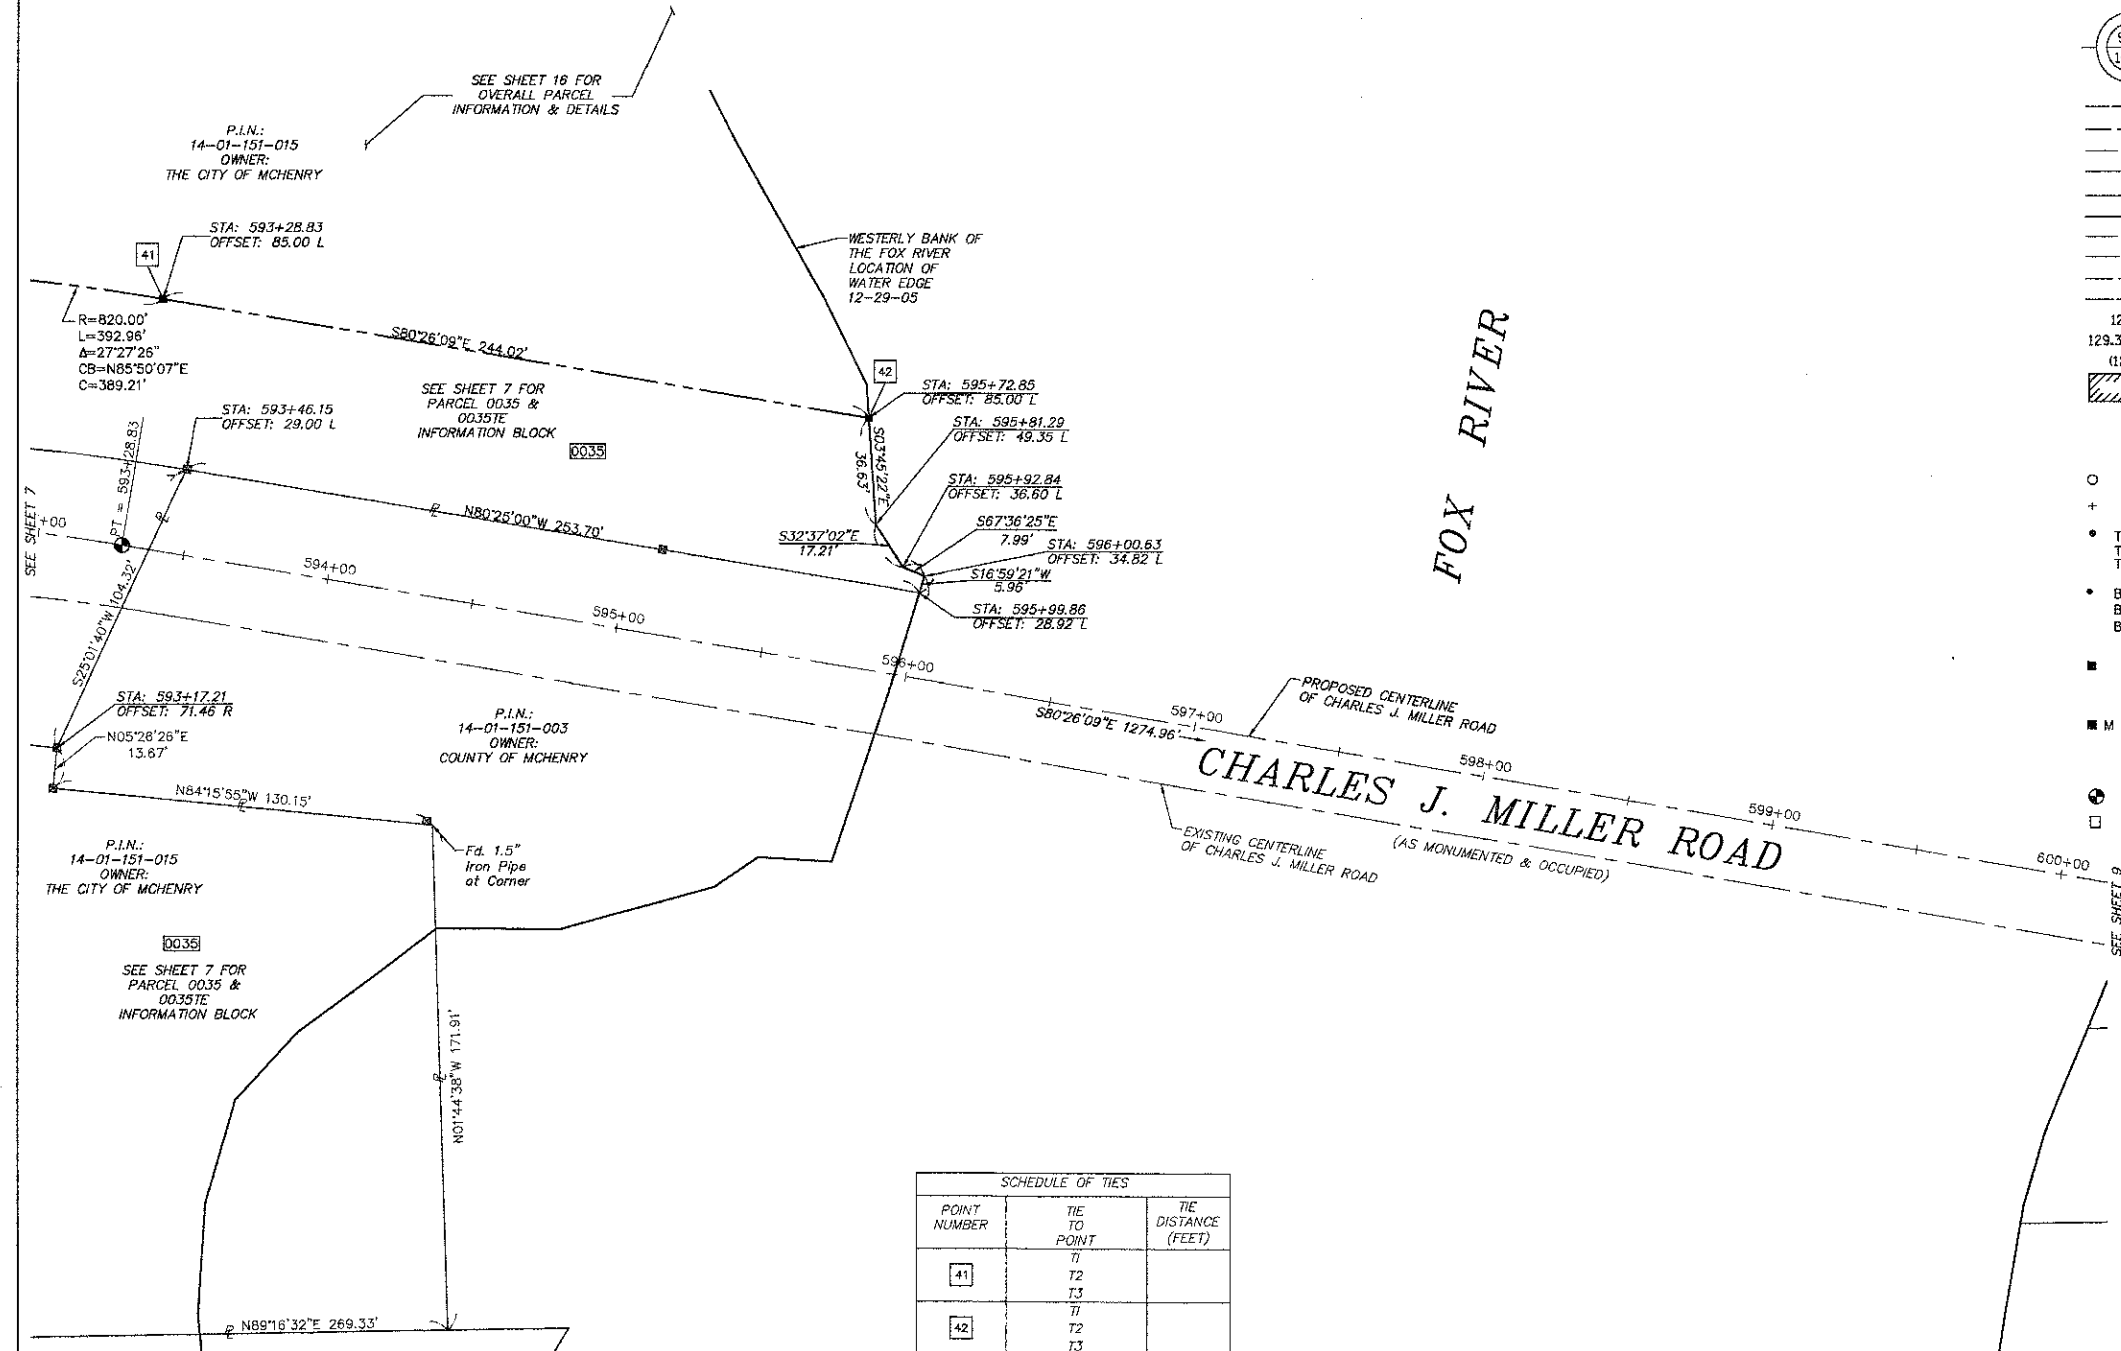 SEE SHEET 16 FOR
OVERALL PARCEL
INFORMATION & DETAILS
P.I.N.:
14-01-151-015
OWNER:
THE CITY OF MCHENRY
STA: 593+28.83
OFFSET: 85.00 L
41
WESTERLY BANK OF
THE FOX RIVER
LOCATION OF
WATER EDGE
12-29-05
R=820.00'
L=392.96'
Δ=27°27'26"
CB=N85°50'07"E
C=389.21'
S80°26'09"E 244.02'
42
STA: 595+72.85
OFFSET: 85.00 L
SEE SHEET 7 FOR
PARCEL 0035 &
0035TE
INFORMATION BLOCK
0035
STA: 593+46.15
OFFSET: 29.00 L
PT = 593+28.83
STA: 595+81.29
OFFSET: 49.35 L
S03°45'22"E
36.63'
STA: 595+92.84
OFFSET: 36.60 L
S67°36'25"E
7.99'
S32°37'02"E
17.21'
STA: 596+00.63
OFFSET: 34.82 L
S16°59'21"W
5.96'
STA: 595+99.86
OFFSET: 28.92 L
N80°25'00"W 253.70'
SEE SHEET 7
+00
594+00
595+00
596+00
597+00
598+00
599+00
600+00
S25°01'40"W 104.32'
FOX RIVER
STA: 593+17.21
OFFSET: 71.46 R
N05°26'26"E
13.67'
P.I.N.:
14-01-151-003
OWNER:
COUNTY OF MCHENRY
S80°26'09"E 1274.96'
PROPOSED CENTERLINE
OF CHARLES J. MILLER ROAD
CHARLES J. MILLER ROAD
(AS MONUMENTED & OCCUPIED)
EXISTING CENTERLINE
OF CHARLES J. MILLER ROAD
SEE SHEET 9
N84°15'55"W 130.15'
Fd. 1.5"
Iron Pipe
at Corner
P.I.N.:
14-01-151-015
OWNER:
THE CITY OF MCHENRY
0035
SEE SHEET 7 FOR
PARCEL 0035 &
0035TE
INFORMATION BLOCK
N01°44'38"W 171.91'
N89°16'32"E 269.33'
SCHEDULE OF TIES
POINT
NUMBER
TIE
TO
POINT
TIE
DISTANCE
(FEET)
41
T1
T2
T3
42
T1
T2
T3
12
129.3
(1
T
T
T
B
B
B
M